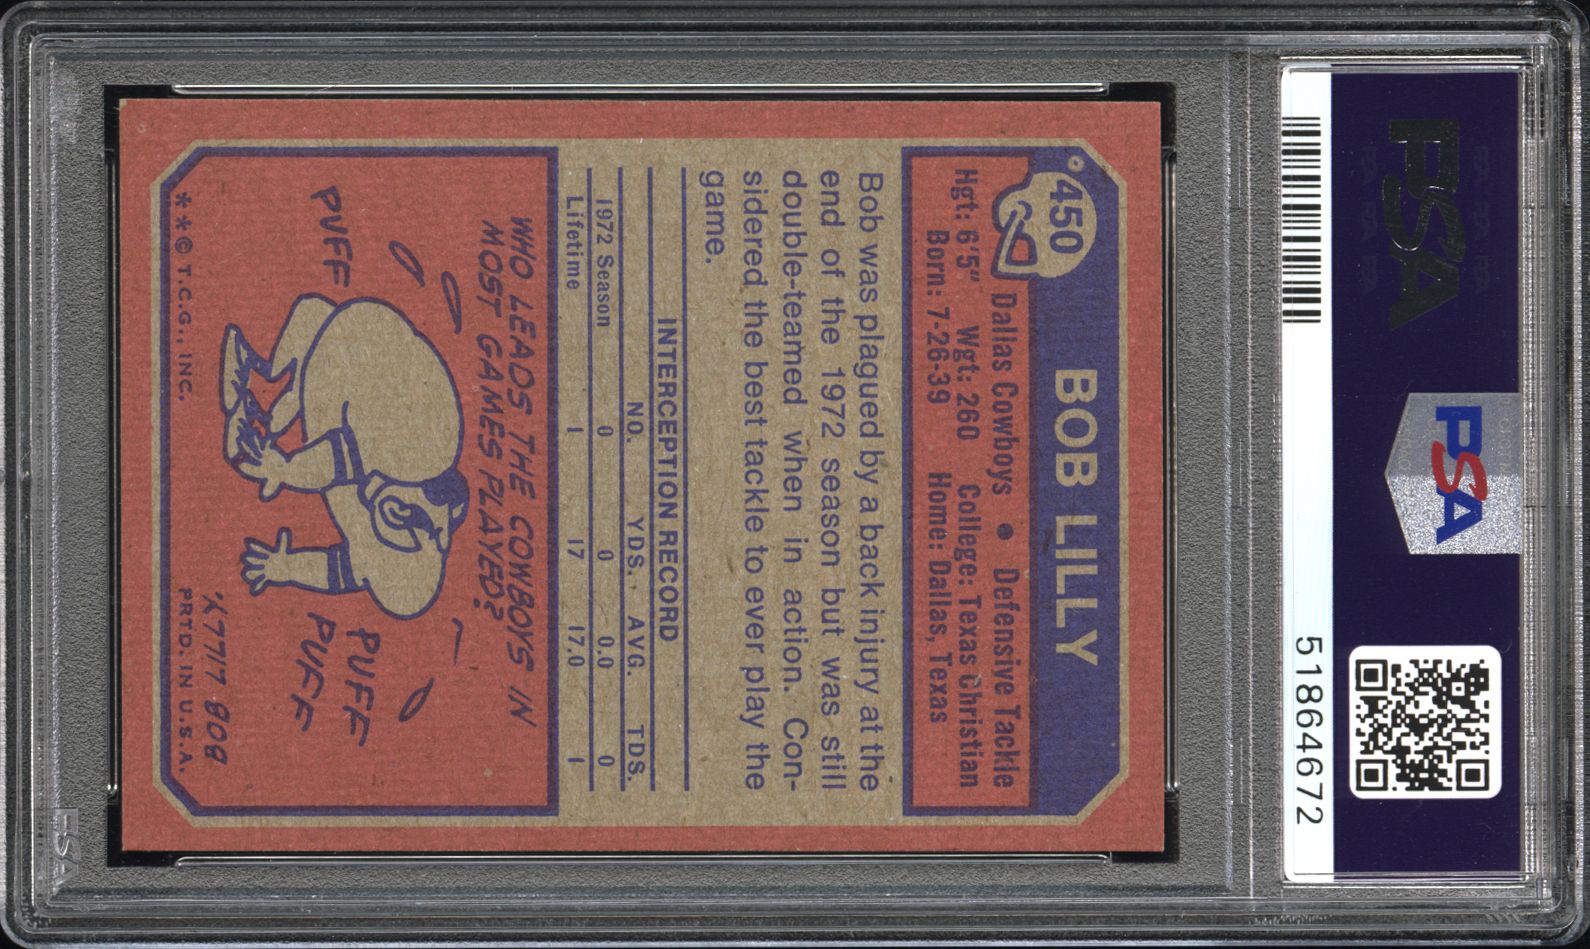 PSA
PSA
51864672
450
BOB LILLY
Dallas Cowboys • Defensive Tackle
Hgt: 6'5" Wgt: 260 College: Texas Christian
Born: 7-26-39 Home: Dallas, Texas
Bob was plagued by a back injury at the
end of the 1972 season but was still
double-teamed when in action. Con-
sidered the best tackle to ever play the
game.
INTERCEPTION RECORD
NO. YDS. AVG. TDS.
1972 Season 0 0 0.0 0
Lifetime 1 17 17.0 1
WHO LEADS THE COWBOYS IN
MOST GAMES PLAYED?
PUFF
PUFF
PUFF
** © T.C.G., INC.
PRTD. IN U.S.A.
PSA